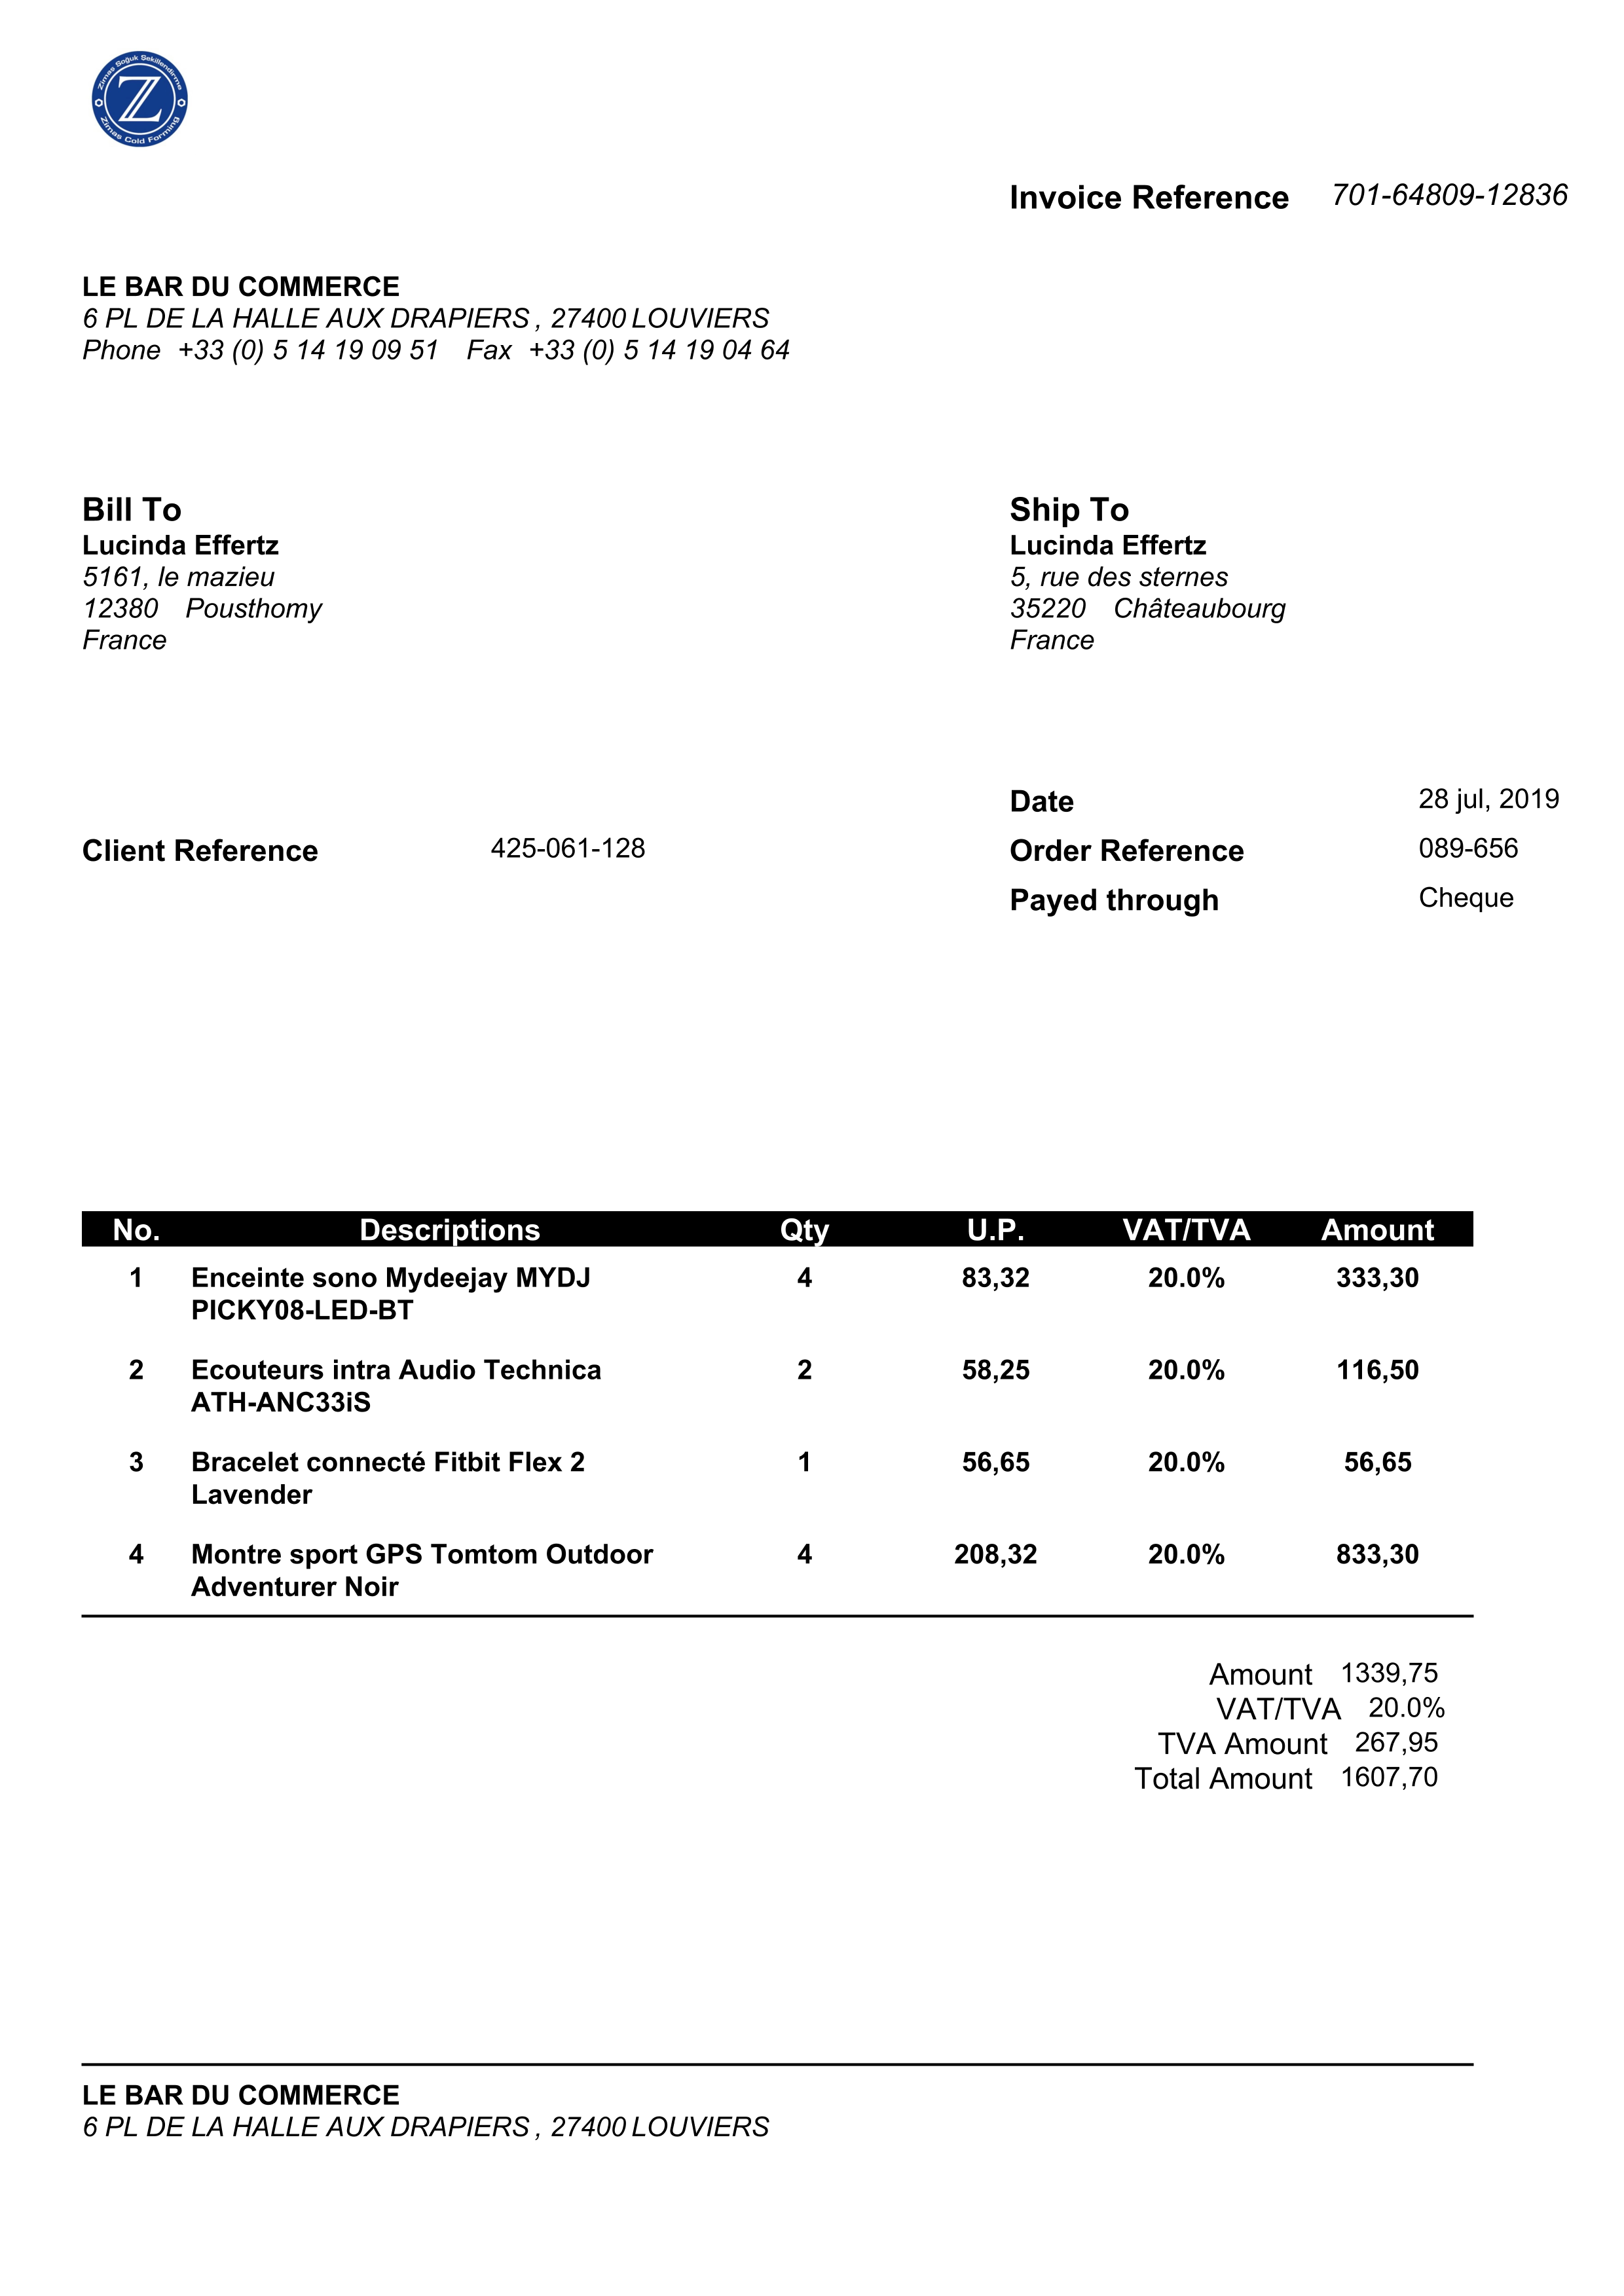 Zimas Soğuk Sekillendirme
Z
Zimas Cold Forming
Invoice Reference 701-64809-12836
LE BAR DU COMMERCE
6 PL DE LA HALLE AUX DRAPIERS , 27400 LOUVIERS
Phone +33 (0) 5 14 19 09 51 Fax +33 (0) 5 14 19 04 64
Bill To
Lucinda Effertz
5161, le mazieu
12380 Pousthomy
France
Ship To
Lucinda Effertz
5, rue des sternes
35220 Châteaubourg
France
Date 28 jul, 2019
Client Reference 425-061-128
Order Reference 089-656
Payed through Cheque
No. Descriptions Qty U.P. VAT/TVA Amount
1 Enceinte sono Mydeejay MYDJ 4 83,32 20.0% 333,30
PICKY08-LED-BT
2 Ecouteurs intra Audio Technica 2 58,25 20.0% 116,50
ATH-ANC33iS
3 Bracelet connecté Fitbit Flex 2 1 56,65 20.0% 56,65
Lavender
4 Montre sport GPS Tomtom Outdoor 4 208,32 20.0% 833,30
Adventurer Noir
Amount 1339,75
VAT/TVA 20.0%
TVA Amount 267,95
Total Amount 1607,70
LE BAR DU COMMERCE
6 PL DE LA HALLE AUX DRAPIERS , 27400 LOUVIERS